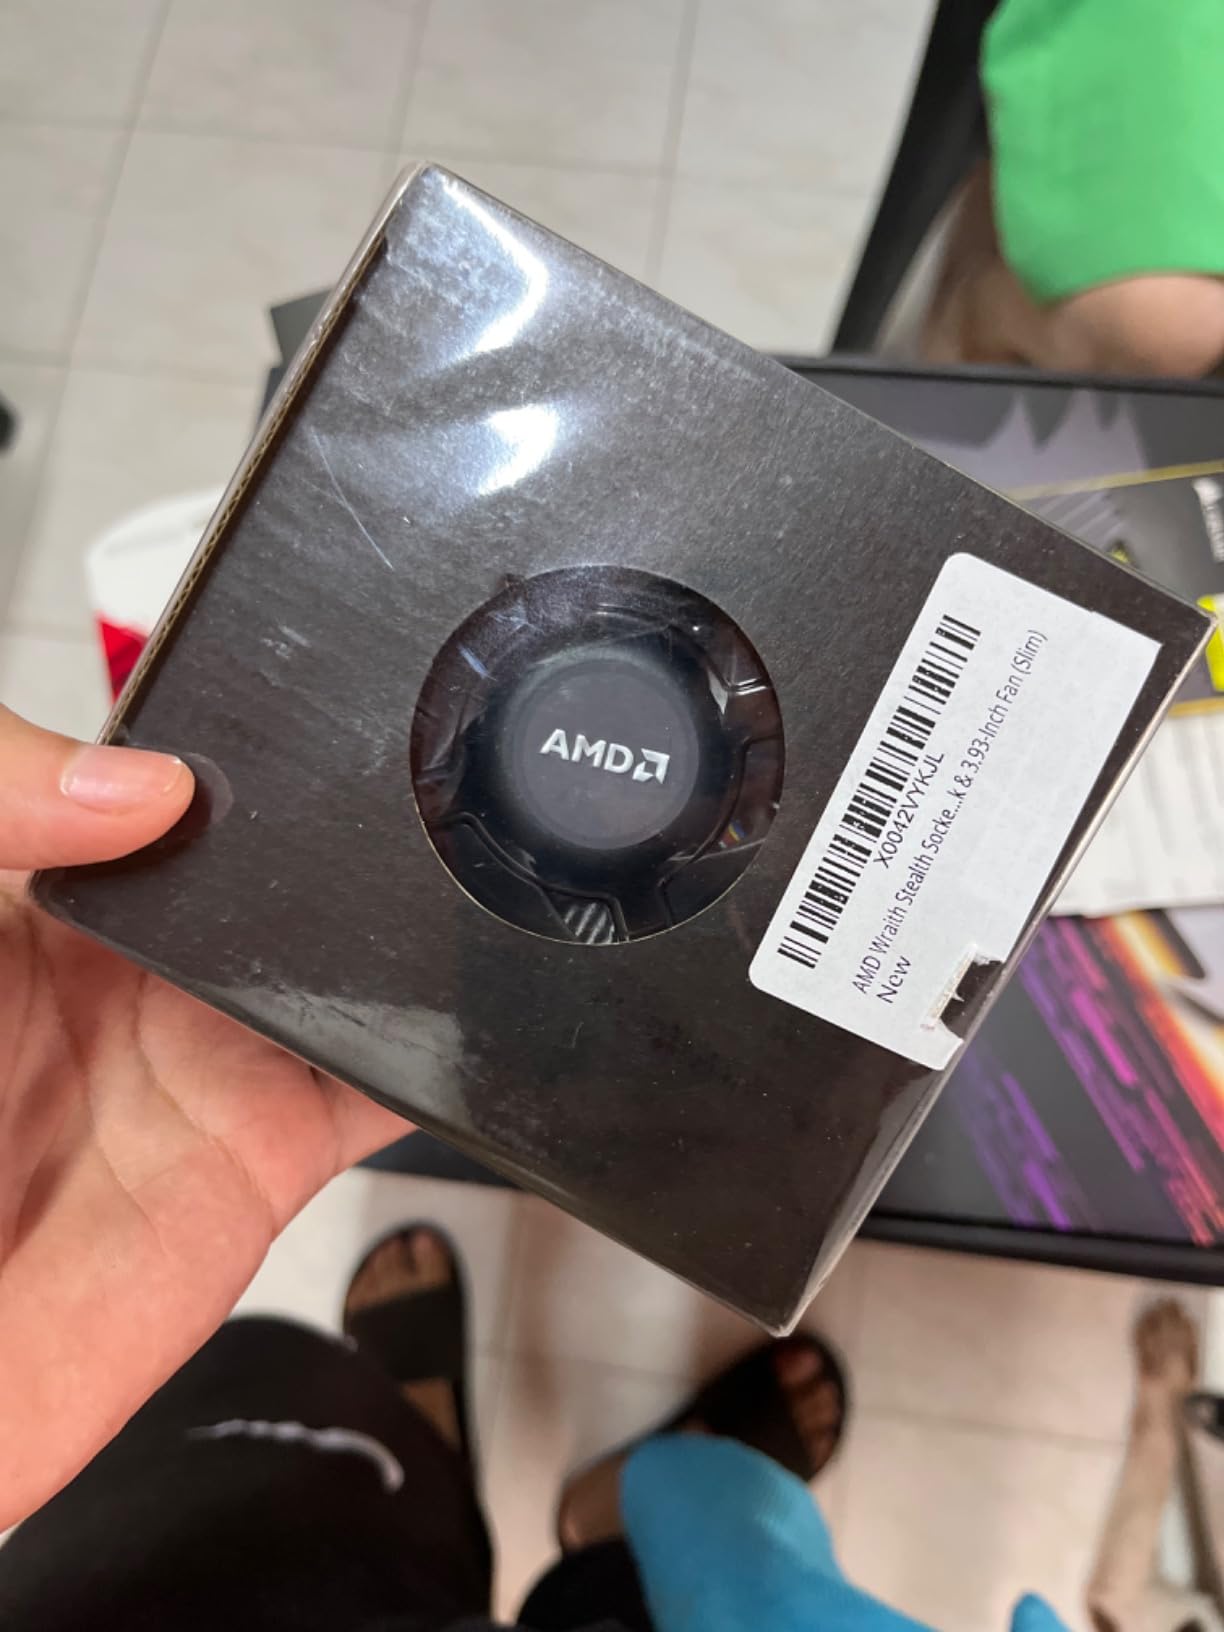 AMD
X0042VYKJL
AMD Wraith Stealth Socke...k & 3.93-Inch Fan (Slim)
New